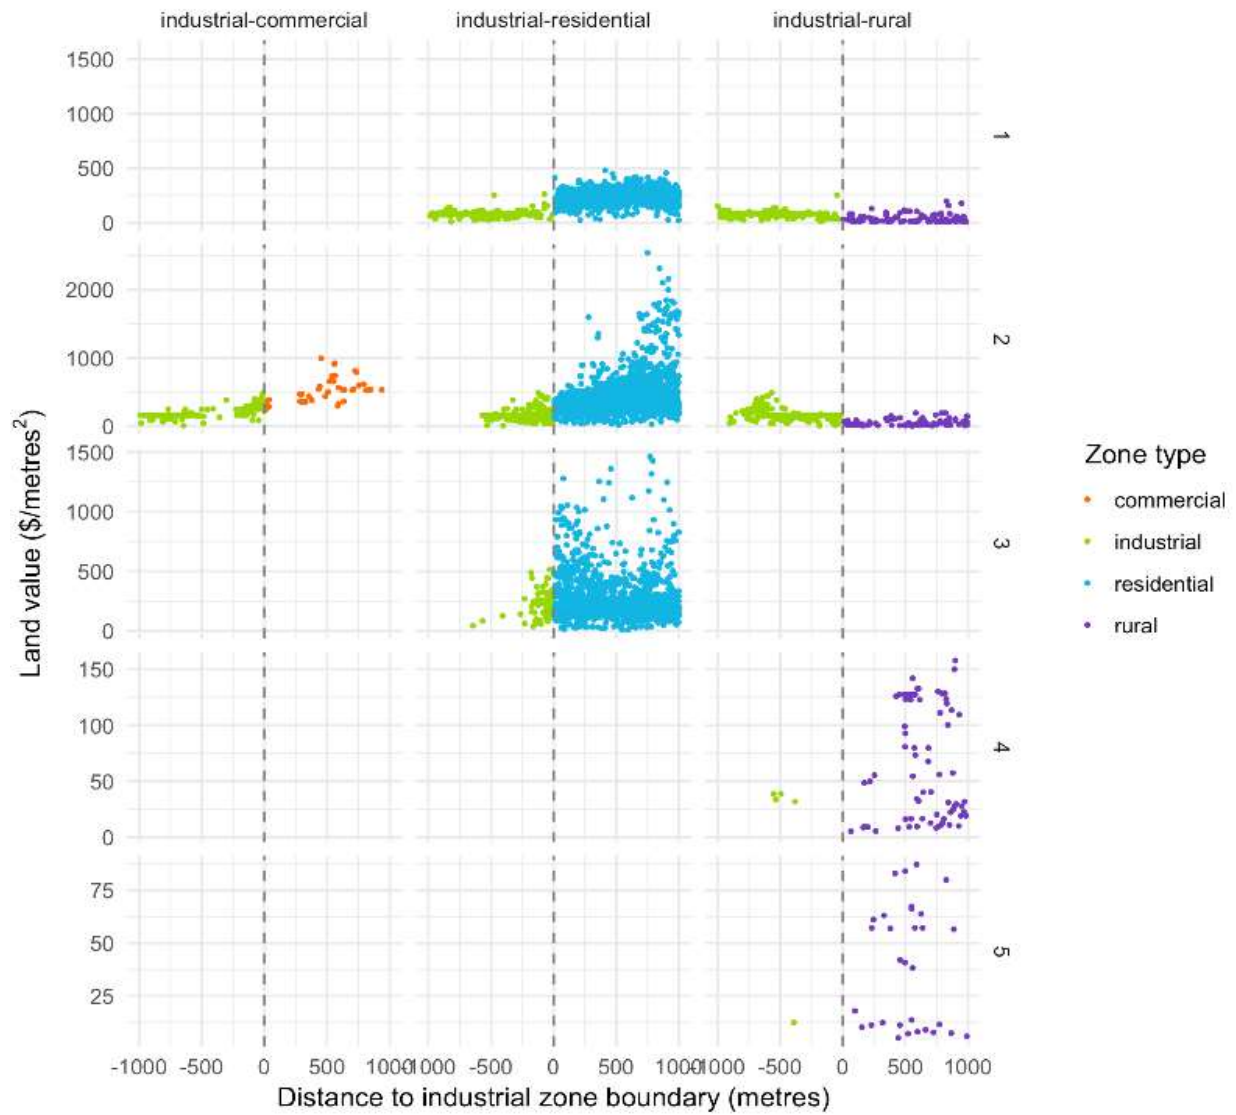 industrial-commercial industrial-residential industrial-rural
1500
1000
500
0
1
2000
1000
0
2
1500
1000
500
0
3
150
100
50
0
4
75
50
25
5
-1000 -500 0 500 1000 -1000 -500 0 500 1000 -1000 -500 0 500 1000
Distance to industrial zone boundary (metres)
Land value ($/metres²)
Zone type
commercial
industrial
residential
rural